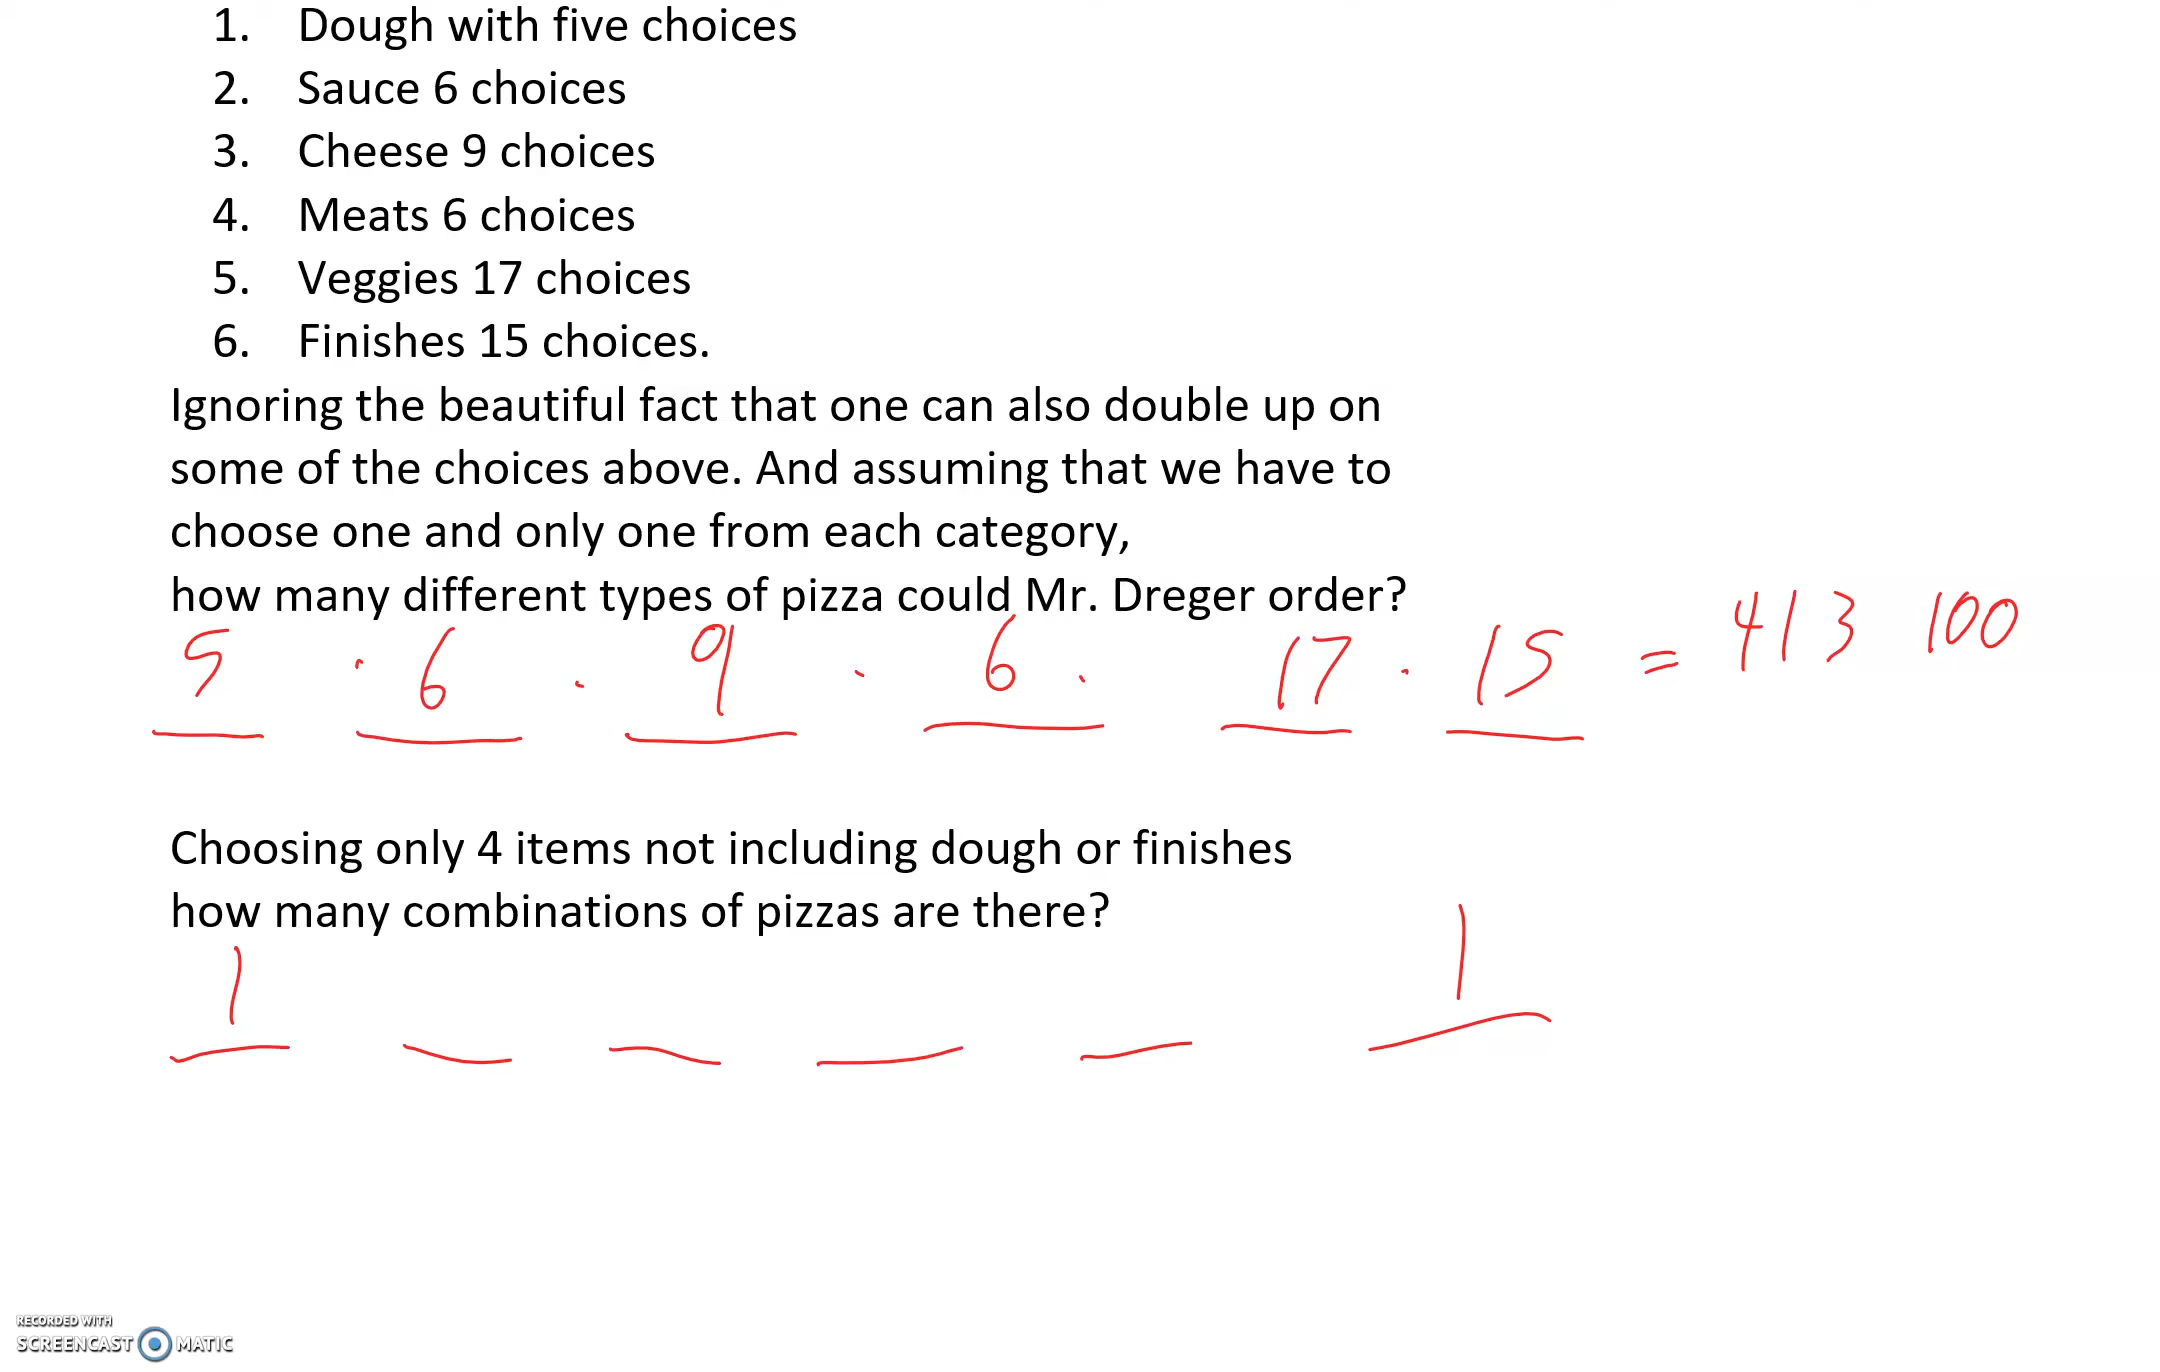 1. Dough with five choices
2. Sauce 6 choices
3. Cheese 9 choices
4. Meats 6 choices
5. Veggies 17 choices
6. Finishes 15 choices.
Ignoring the beautiful fact that one can also double up on
some of the choices above. And assuming that we have to
choose one and only one from each category,
how many different types of pizza could Mr. Dreger order?
5 · 6 · 9 · 6 · 17 · 15 = 413 100
Choosing only 4 items not including dough or finishes
how many combinations of pizzas are there?
1 1
RECORDED WITH
SCREENCAST MATIC